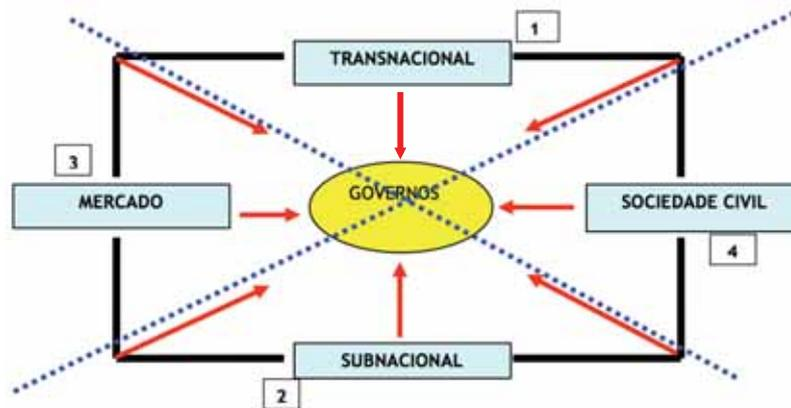 1
TRANSNACIONAL
3
GOVERNOS
MERCADO
SOCIEDADE CIVIL
4
SUBNACIONAL
2